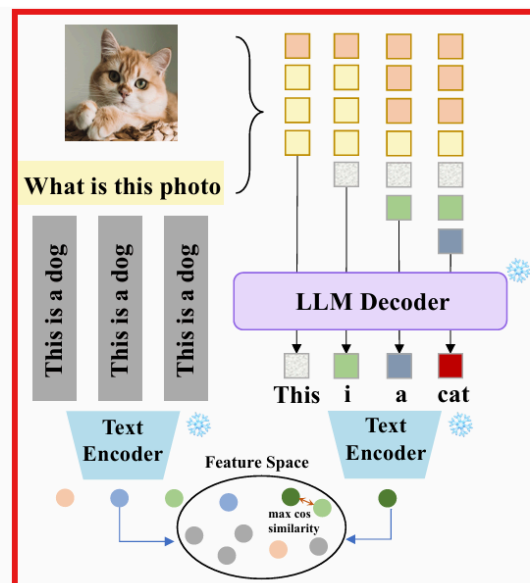 What is this photo
This is a dog
This is a dog
This is a dog
LLM Decoder
This i a cat
Text
Encoder
Text
Encoder
Feature Space
max cos
similarity